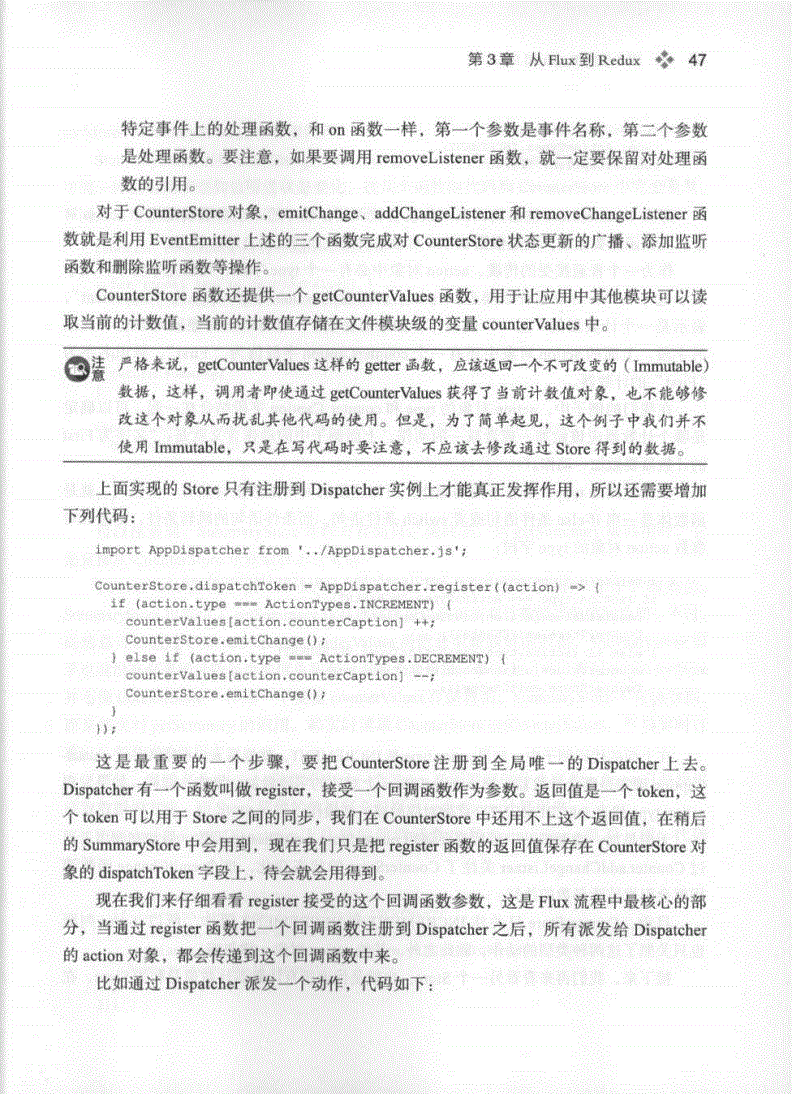 第3章 从 Flux 到 Redux 47
特定事件上的处理函数，和 on 函数一样，第一个参数是事件名称，第二个参数
是处理函数。要注意，如果要调用 removeListener 函数，就一定要保留对处理函
数的引用。
对于 CounterStore 对象，emitChange、addChangeListener 和 removeChangeListener 函
数就是利用 EventEmitter 上述的三个函数完成对 CounterStore 状态更新的广播、添加监听
函数和删除监听函数等操作。
CounterStore 函数还提供一个 getCounterValues 函数，用于让应用中其他模块可以读
取当前的计数值，当前的计数值存储在文件模块级的变量 counterValues 中。
注意 严格来说，getCounterValues 这样的 getter 函数，应该返回一个不可改变的（Immutable）
数据，这样，调用者即使通过 getCounterValues 获得了当前计数值对象，也不能够修
改这个对象从而扰乱其他代码的使用。但是，为了简单起见，这个例子中我们并不
使用 Immutable，只是在写代码时要注意，不应该去修改通过 Store 得到的数据。
上面实现的 Store 只有注册到 Dispatcher 实例上才能真正发挥作用，所以还需要增加
下列代码：
import AppDispatcher from '../AppDispatcher.js';
CounterStore.dispatchToken = AppDispatcher.register((action) => {
if (action.type === ActionTypes.INCREMENT) {
counterValues[action.counterCaption] ++;
CounterStore.emitChange();
} else if (action.type === ActionTypes.DECREMENT) {
counterValues[action.counterCaption] --;
CounterStore.emitChange();
}
});
这是最重要的一个步骤，要把 CounterStore 注册到全局唯一的 Dispatcher 上去。
Dispatcher 有一个函数叫做 register，接受一个回调函数作为参数。返回值是一个 token，这
个 token 可以用于 Store 之间的同步，我们在 CounterStore 中还用不上这个返回值，在稍后
的 SummaryStore 中会用到，现在我们只是把 register 函数的返回值保存在 CounterStore 对
象的 dispatchToken 字段上，待会就会用得到。
现在我们来仔细看看 register 接受的这个回调函数参数，这是 Flux 流程中最核心的部
分，当通过 register 函数把一个回调函数注册到 Dispatcher 之后，所有派发给 Dispatcher
的 action 对象，都会传递到这个回调函数中来。
比如通过 Dispatcher 派发一个动作，代码如下：